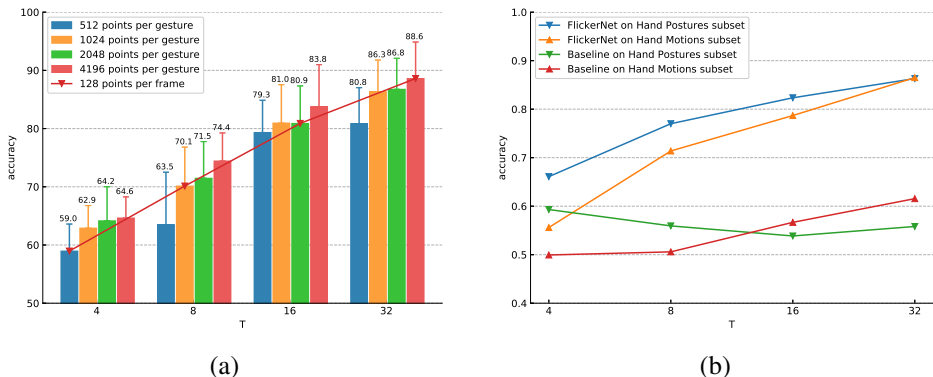 100
90
80
70
60
50
accuracy
512 points per gesture
1024 points per gesture
2048 points per gesture
4196 points per gesture
128 points per frame
59.0
62.9
64.2
64.6
63.5
70.1
71.5
74.4
79.3
81.0
80.9
83.8
80.8
86.3
86.8
88.6
4 8 16 32
T
(a)
1.0
0.9
0.8
0.7
0.6
0.5
0.4
accuracy
FlickerNet on Hand Postures subset
FlickerNet on Hand Motions subset
Baseline on Hand Postures subset
Baseline on Hand Motions subset
4 8 16 32
T
(b)